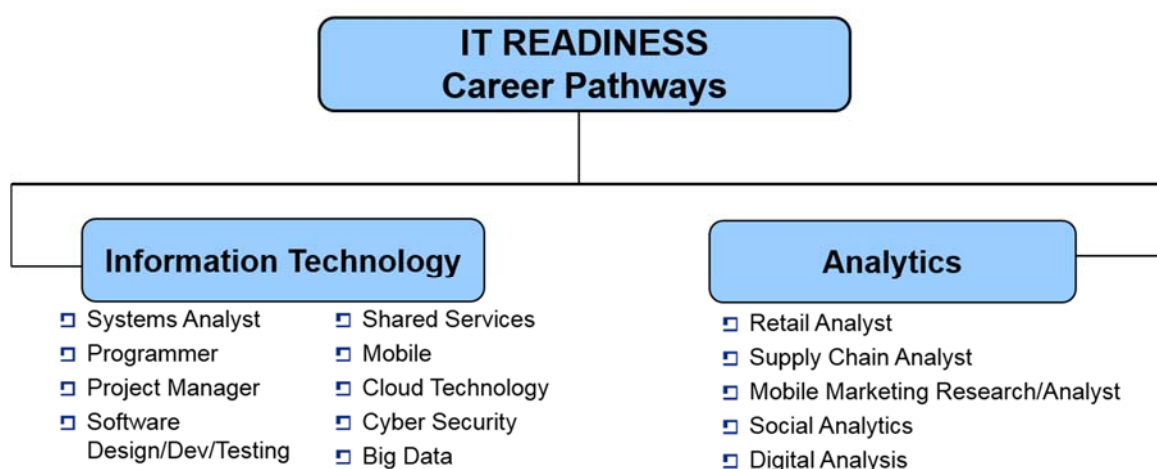 IT READINESS
Career Pathways
Information Technology
Systems Analyst
Programmer
Project Manager
Software
Design/Dev/Testing
Shared Services
Mobile
Cloud Technology
Cyber Security
Big Data
Analytics
Retail Analyst
Supply Chain Analyst
Mobile Marketing Research/Analyst
Social Analytics
Digital Analysis